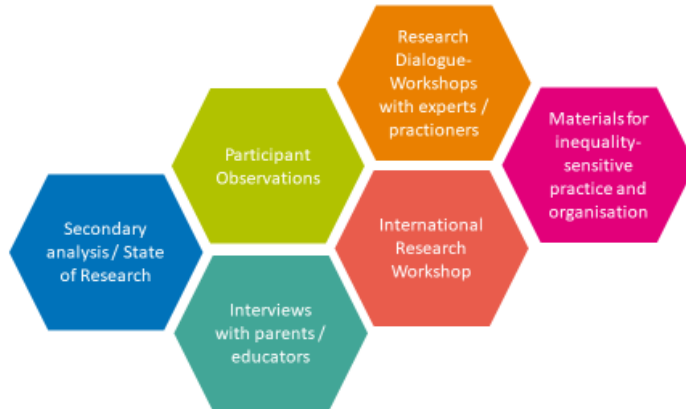 Secondary
analysis / State
of Research
Participant
Observations
Interviews
with parents /
educators
Research
Dialogue-
Workshops
with experts /
practioners
International
Research
Workshop
Materials for
inequality-
sensitive
practice and
organisation